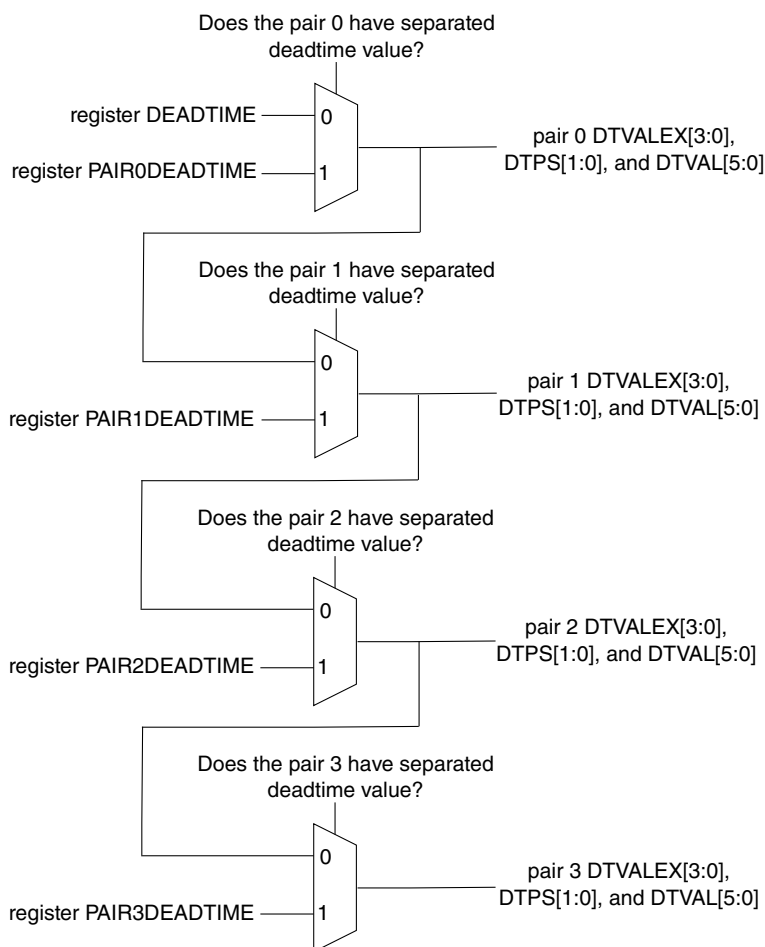 Does the pair 0 have separated
deadtime value?
register DEADTIME
0
pair 0 DTVALEX[3:0],
DTPS[1:0], and DTVAL[5:0]
register PAIR0DEADTIME
1
Does the pair 1 have separated
deadtime value?
0
pair 1 DTVALEX[3:0],
DTPS[1:0], and DTVAL[5:0]
register PAIR1DEADTIME
1
Does the pair 2 have separated
deadtime value?
0
pair 2 DTVALEX[3:0],
DTPS[1:0], and DTVAL[5:0]
register PAIR2DEADTIME
1
Does the pair 3 have separated
deadtime value?
0
pair 3 DTVALEX[3:0],
DTPS[1:0], and DTVAL[5:0]
register PAIR3DEADTIME
1